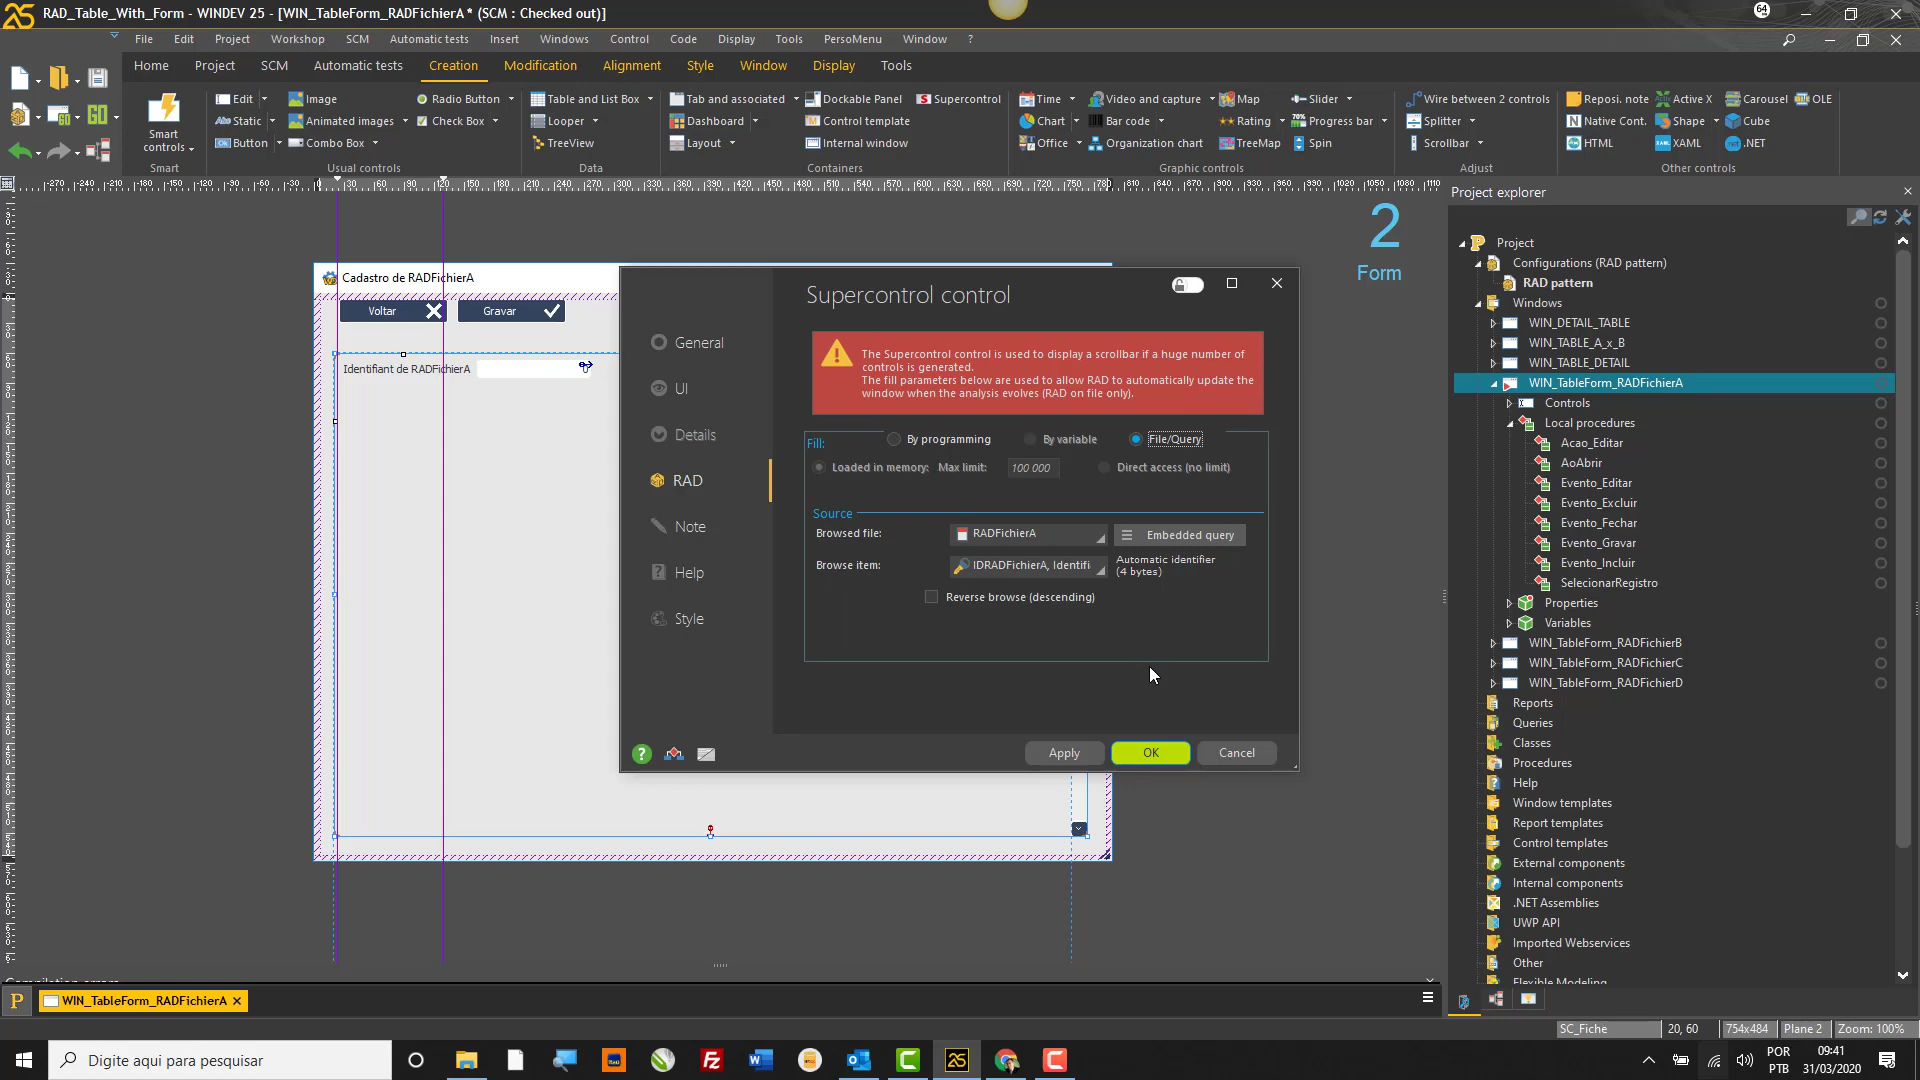 RAD_Table_With_Form - WINDEV 25 - [WIN_TableForm_RADFichierA * (SCM : Checked out)]
64
File Edit Project Workshop SCM Automatic tests Insert Windows Control Code Display Tools PersoMenu Window ?
Home Project SCM Automatic tests Creation Modification Alignment Style Window Display Tools
Edit Image Radio Button Table and List Box Tab and associated Dockable Panel Supercontrol Time Video and capture Map Slider Wire between 2 controls Reposi. note Active X Carousel OLE
Static Animated images Check Box Looper Dashboard Control template Chart Bar code Rating Progress bar Splitter Native Cont. Shape Cube
Smart controls
Button Combo Box TreeView Layout Internal window Office Organization chart TreeMap Spin Scrollbar HTML XAML .NET
Smart Usual controls Data Containers Graphic controls Adjust Other controls
Project explorer
2
Form
Cadastro de RADFichierA
Voltar Gravar
Identifiant de RADFichierA
Supercontrol control
General
UI
Details
RAD
Note
Help
Style
The Supercontrol control is used to display a scrollbar if a huge number of
controls is generated.
The fill parameters below are used to allow RAD to automatically update the
window when the analysis evolves (RAD on file only).
Fill: By programming By variable File/Query
Loaded in memory: Max limit: 100 000 Direct access (no limit)
Source
Browsed file: RADFichierA Embedded query
Browse item: IDRADFichierA, Identifi Automatic identifier
(4 bytes)
Reverse browse (descending)
Apply OK Cancel
Project
Configurations (RAD pattern)
RAD pattern
Windows
WIN_DETAIL_TABLE
WIN_TABLE_A_x_B
WIN_TABLE_DETAIL
WIN_TableForm_RADFichierA
Controls
Local procedures
Acao_Editar
AoAbrir
Evento_Editar
Evento_Excluir
Evento_Fechar
Evento_Gravar
Evento_Incluir
SelecionarRegistro
Properties
Variables
WIN_TableForm_RADFichierB
WIN_TableForm_RADFichierC
WIN_TableForm_RADFichierD
Reports
Queries
Classes
Procedures
Help
Window templates
Report templates
Control templates
External components
Internal components
.NET Assemblies
UWP API
Imported Webservices
Other
WIN_TableForm_RADFichierA
SC_Fiche 20, 60 754x484 Plane 2 Zoom: 100%
Digite aqui para pesquisar
POR
PTB
09:41
31/03/2020